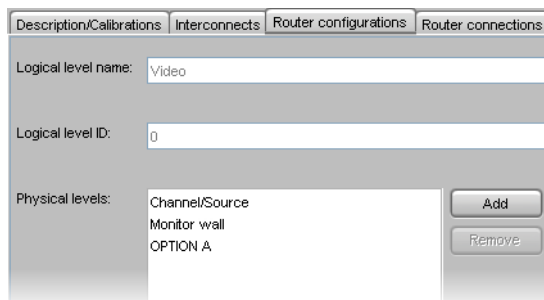 Description/Calibrations Interconnects Router configurations Router connections
Logical level name: Video
Logical level ID: 0
Physical levels: Channel/Source Add
Monitor wall
OPTION A Remove